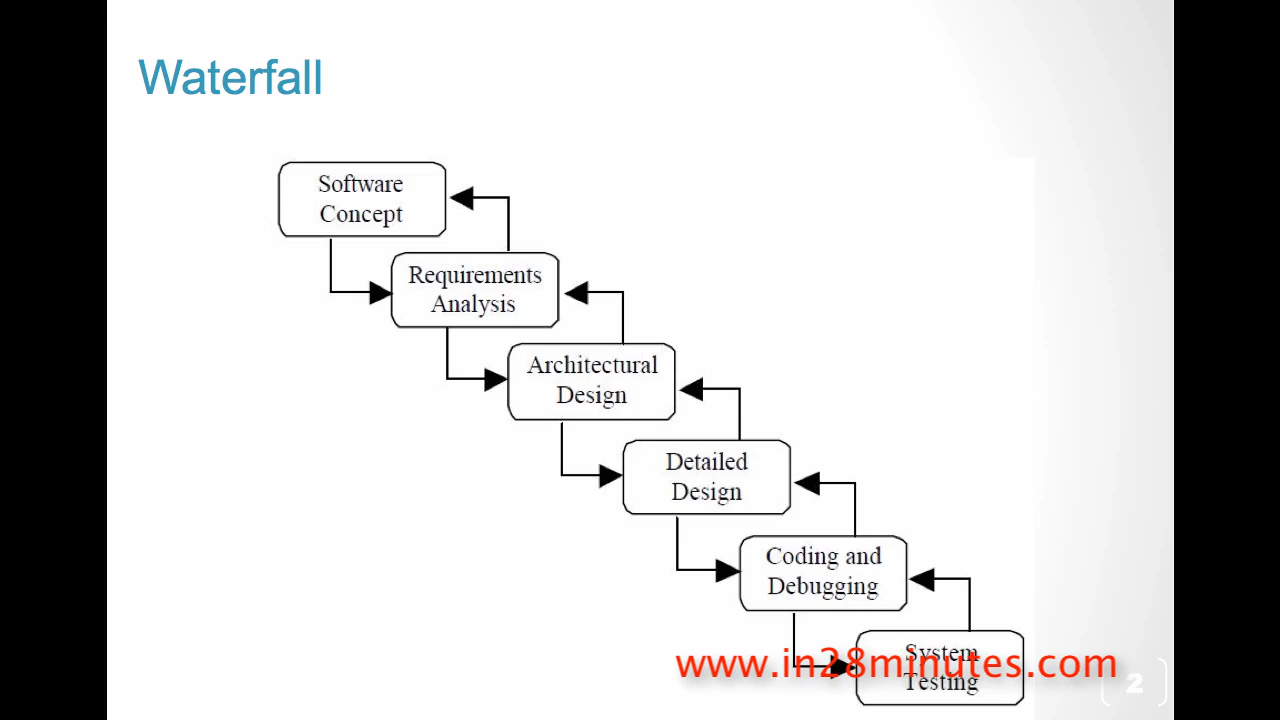 Waterfall
Software
Concept
Requirements
Analysis
Architectural
Design
Detailed
Design
Coding and
Debugging
System
www.in28minutes.com
Testing
2